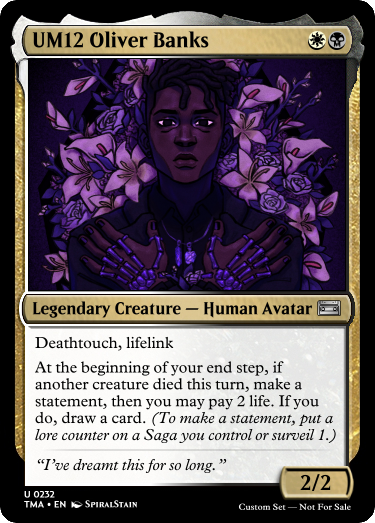 UM12 Oliver Banks
Legendary Creature — Human Avatar
Deathtouch, lifelink
At the beginning of your end step, if
another creature died this turn, make a
statement, then you may pay 2 life. If you
do, draw a card. (To make a statement, put a
lore counter on a Saga you control or surveil 1.)
“I’ve dreamt this for so long.”
2/2
U 0232
TMA • EN SpiralStain
Custom Set — Not For Sale